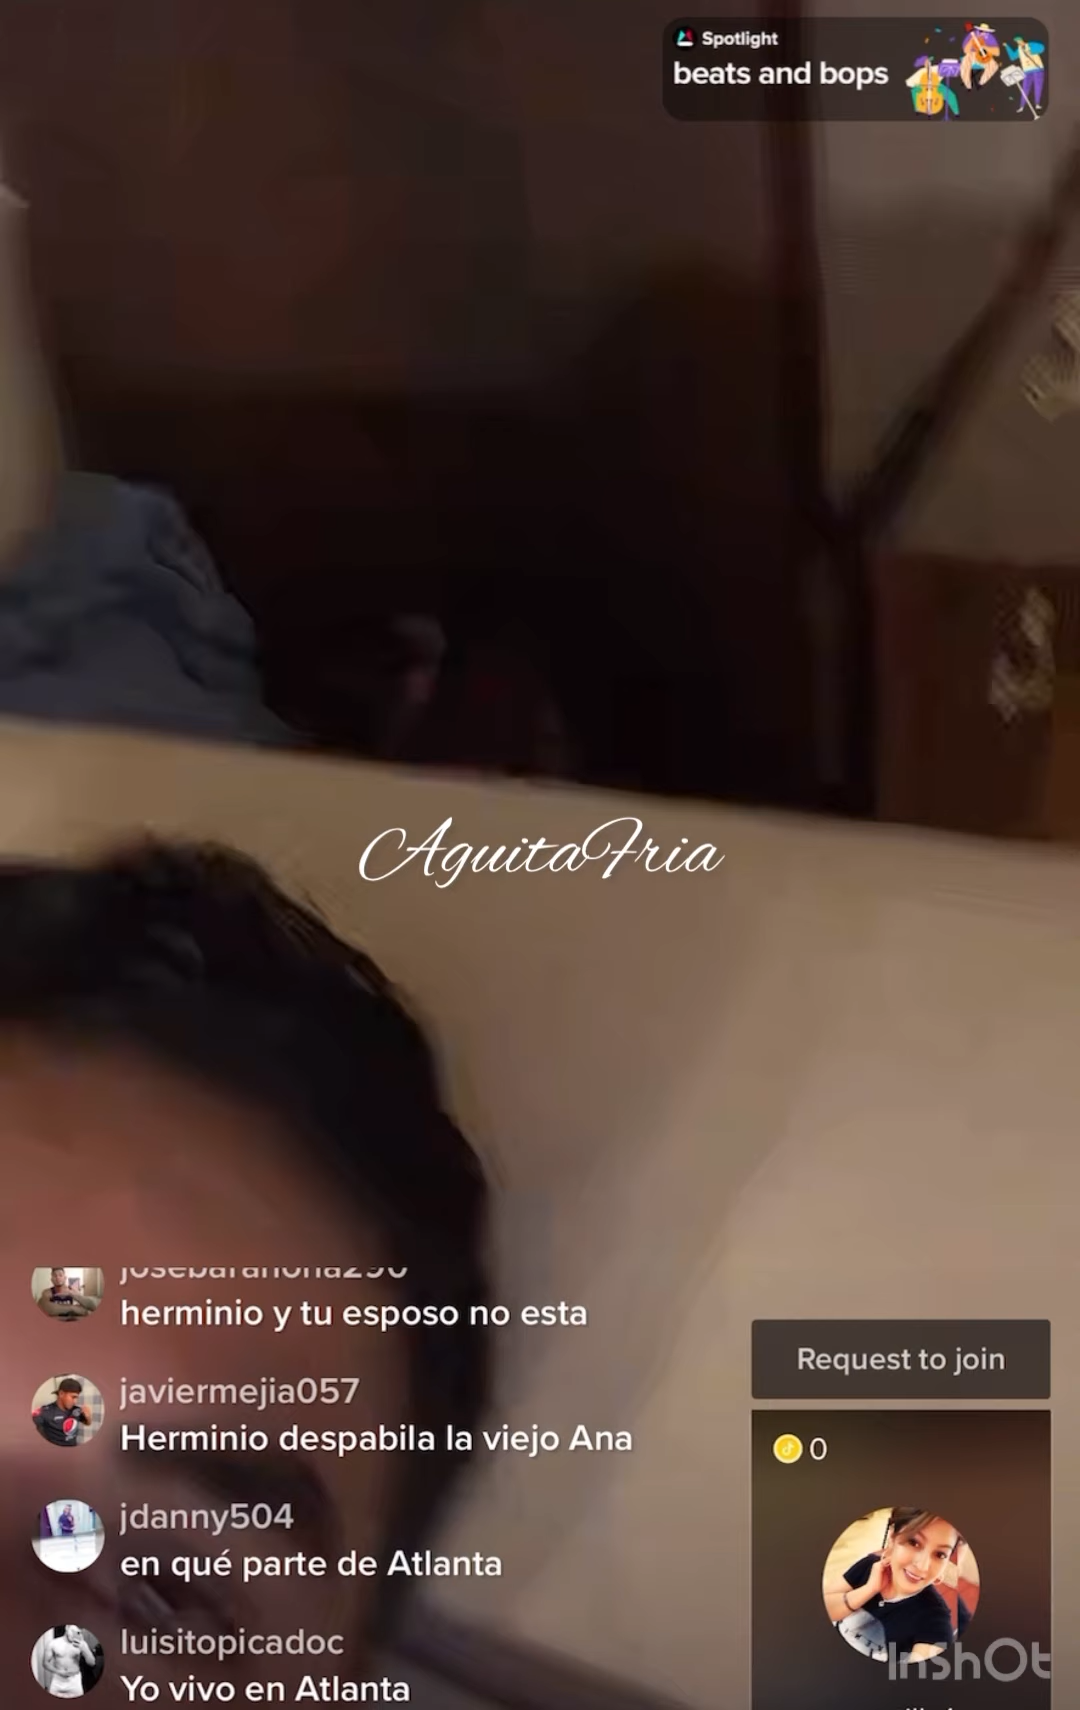 Spotlight
beats and bops
AguitaFria
josebarahona290
herminio y tu esposo no esta
javiermejia057
Herminio despabila la viejo Ana
jdanny504
en qué parte de Atlanta
luisitopicadoc
Yo vivo en Atlanta
Request to join
0
InShOt